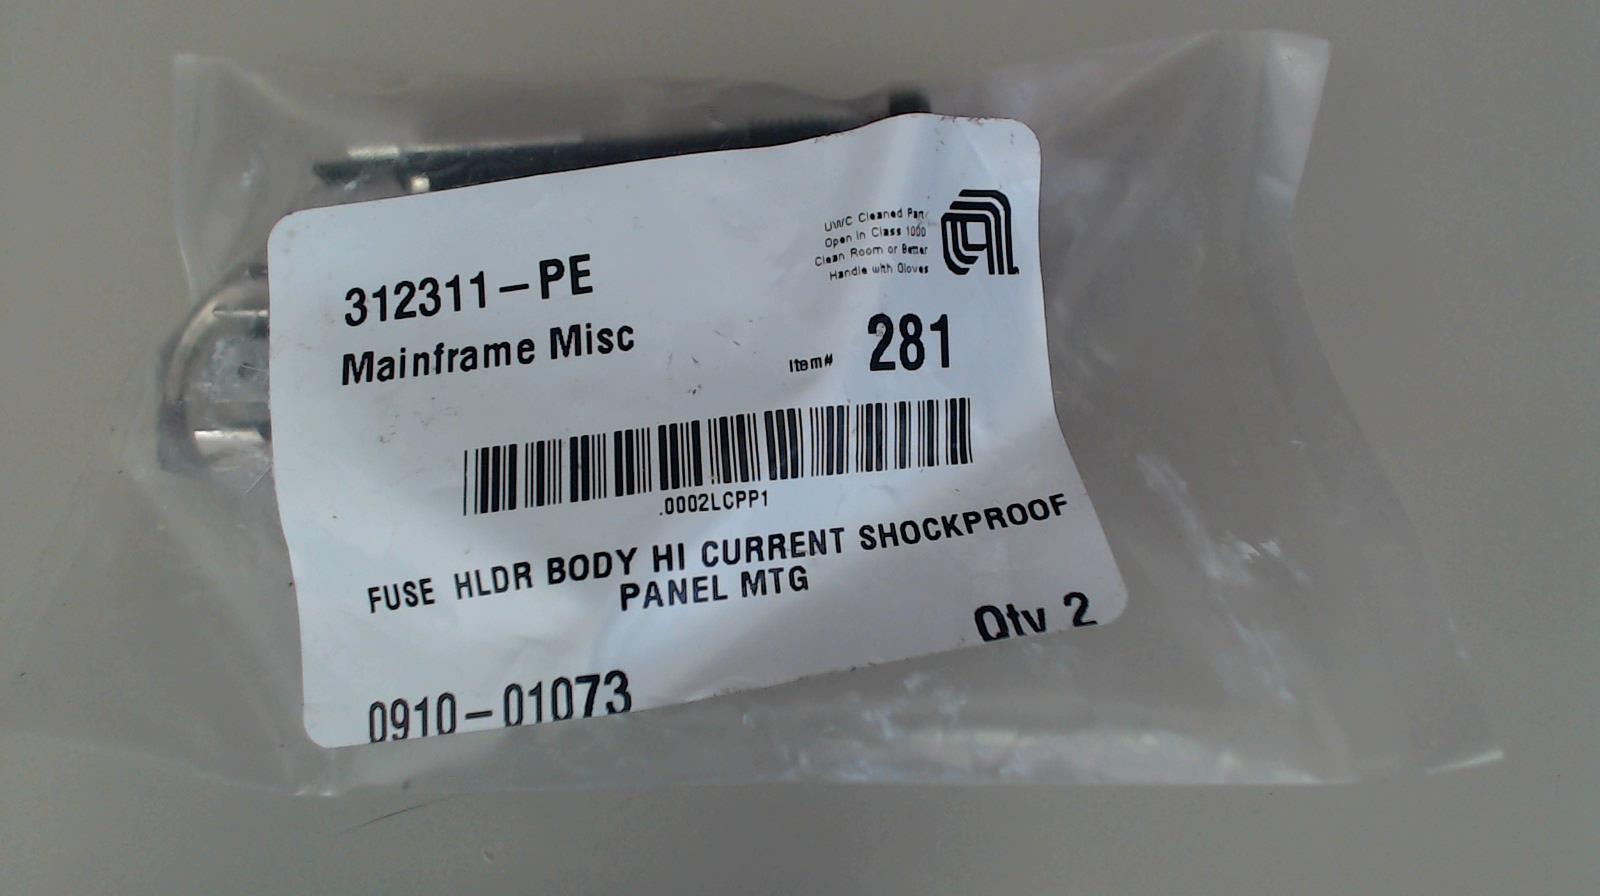 UWC Cleaned Part
Open in Class 1000
Clean Room or Better
Handle with Gloves
312311-PE
Mainframe Misc
Item# 281
.0002LCPP1
FUSE HLDR BODY HI CURRENT SHOCKPROOF
PANEL MTG
Qty 2
0910-01073